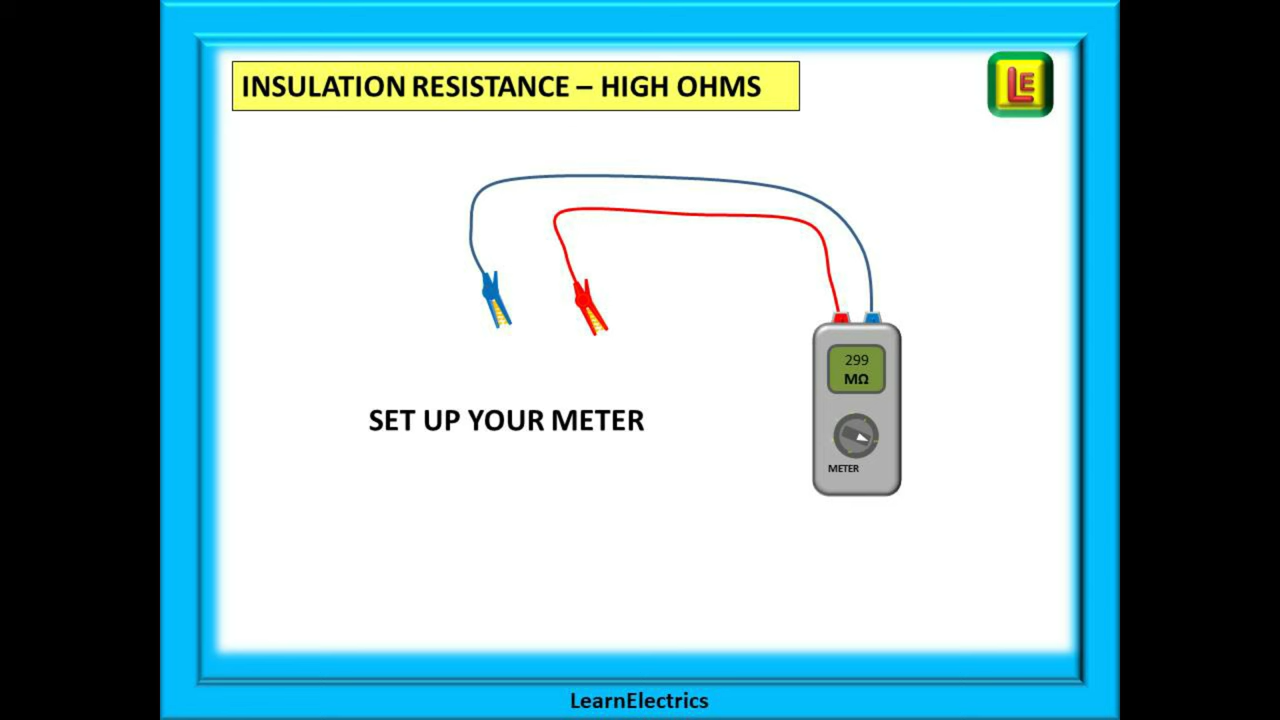 INSULATION RESISTANCE – HIGH OHMS
LE
299
MΩ
SET UP YOUR METER
METER
LearnElectrics